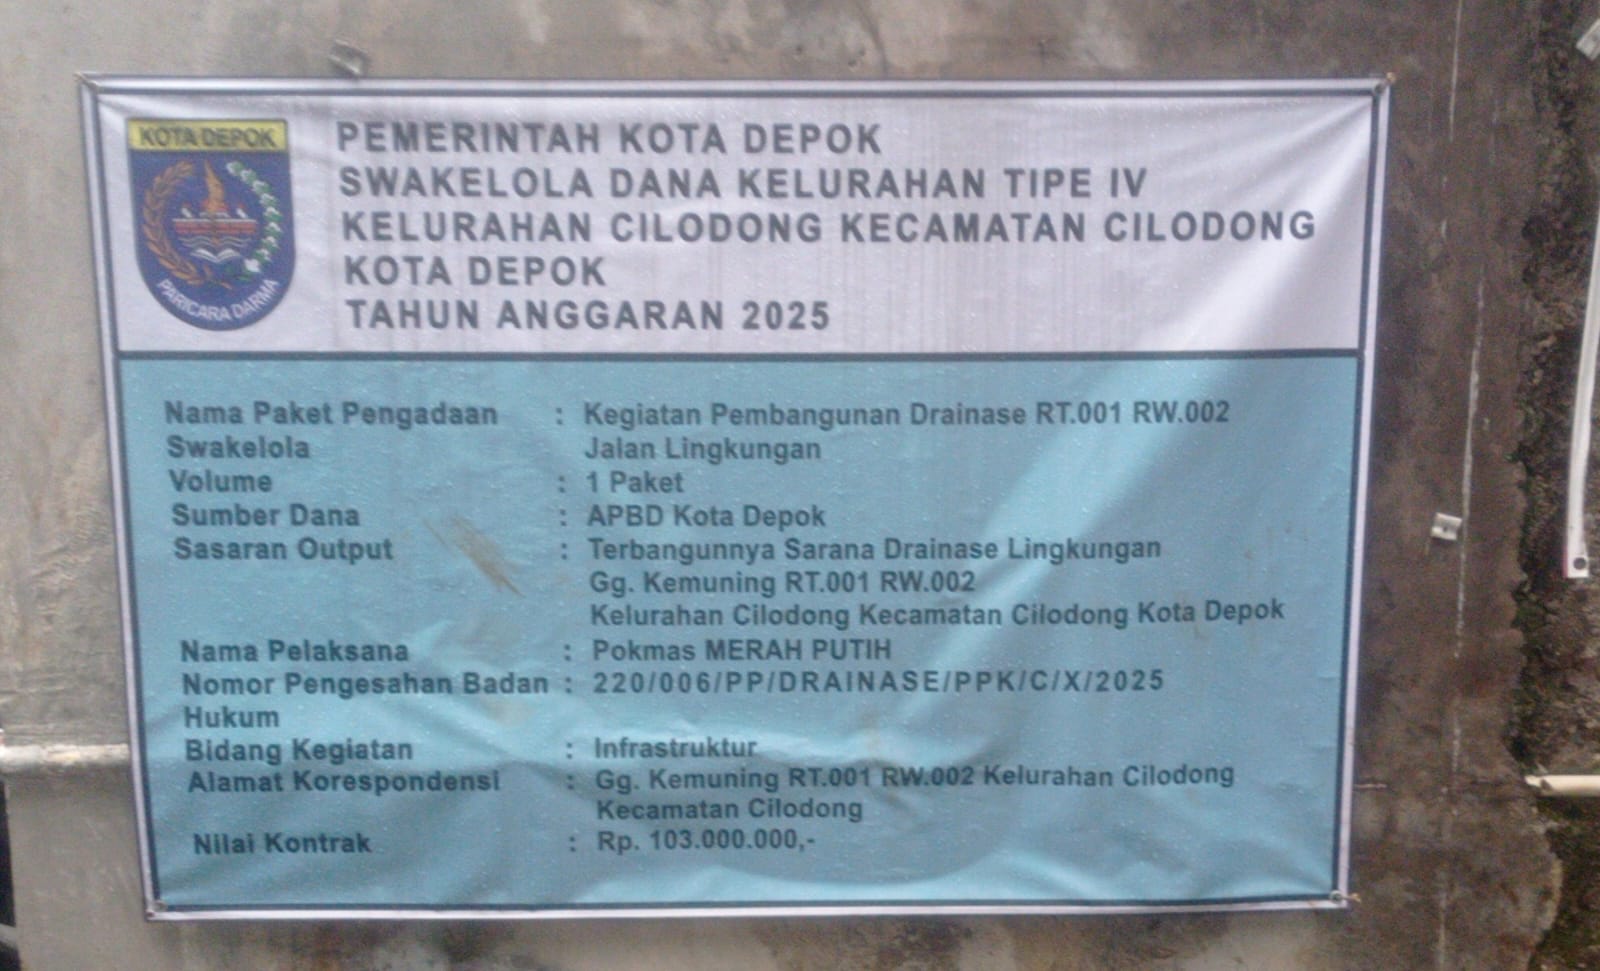 KOTA DEPOK
PARICARA DARMA
PEMERINTAH KOTA DEPOK
SWAKELOLA DANA KELURAHAN TIPE IV
KELURAHAN CILODONG KECAMATAN CILODONG
KOTA DEPOK
TAHUN ANGGARAN 2025
Nama Paket Pengadaan : Kegiatan Pembangunan Drainase RT.001 RW.002
Swakelola Jalan Lingkungan
Volume : 1 Paket
Sumber Dana : APBD Kota Depok
Sasaran Output : Terbangunnya Sarana Drainase Lingkungan
Gg. Kemuning RT.001 RW.002
Kelurahan Cilodong Kecamatan Cilodong Kota Depok
Nama Pelaksana : Pokmas MERAH PUTIH
Nomor Pengesahan Badan : 220/006/PP/DRAINASE/PPK/C/X/2025
Hukum
Bidang Kegiatan : Infrastruktur
Alamat Korespondensi : Gg. Kemuning RT.001 RW.002 Kelurahan Cilodong
Kecamatan Cilodong
Nilai Kontrak : Rp. 103.000.000,-